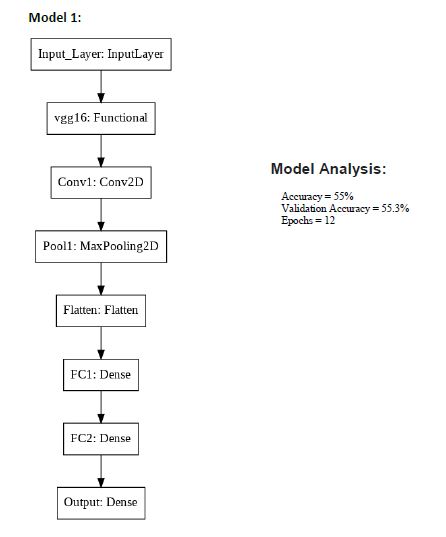 Model 1:
Input_Layer: InputLayer
vgg16: Functional
Conv1: Conv2D
Pool1: MaxPooling2D
Flatten: Flatten
FC1: Dense
FC2: Dense
Output: Dense
Model Analysis:
Accuracy = 55%
Validation Accuracy = 55.3%
Epochs = 12